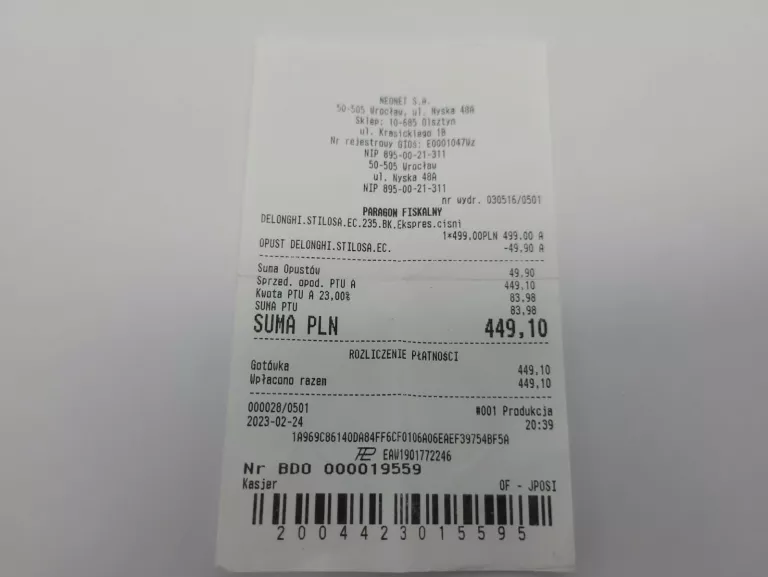 NEONET S.A.
50-505 Wrocław, ul. Nyska 48A
Sklep: 10-685 Olsztyn
ul. Krasickiego 1B
Nr rejestrowy GIOŚ: E0001047Wz
NIP 895-00-21-311
50-505 Wrocław
ul. Nyska 48A
NIP 895-00-21-311
nr wydr. 030516/0501
PARAGON FISKALNY
DELONGHI.STILOSA.EC.235.BK.Ekspres.ciśni
1*499.00PLN 499.00 A
OPUST DELONGHI.STILOSA.EC. -49,90 A
Suma Opustów 49,90
Sprzed. opod. PTU A 449,10
Kwota PTU A 23,00% 83,98
SUMA PTU 83,98
SUMA PLN 449,10
ROZLICZENIE PŁATNOŚCI
Gotówka 449,10
Wpłacono razem 449,10
000028/0501 #001 Produkcja
2023-02-24 20:39
1A969C86140DA84FF6CF0106A06EAEF39754BF5A
EAW1901772246
Nr BDO 000019559
Kasjer OF - JPOSI
2004423015595